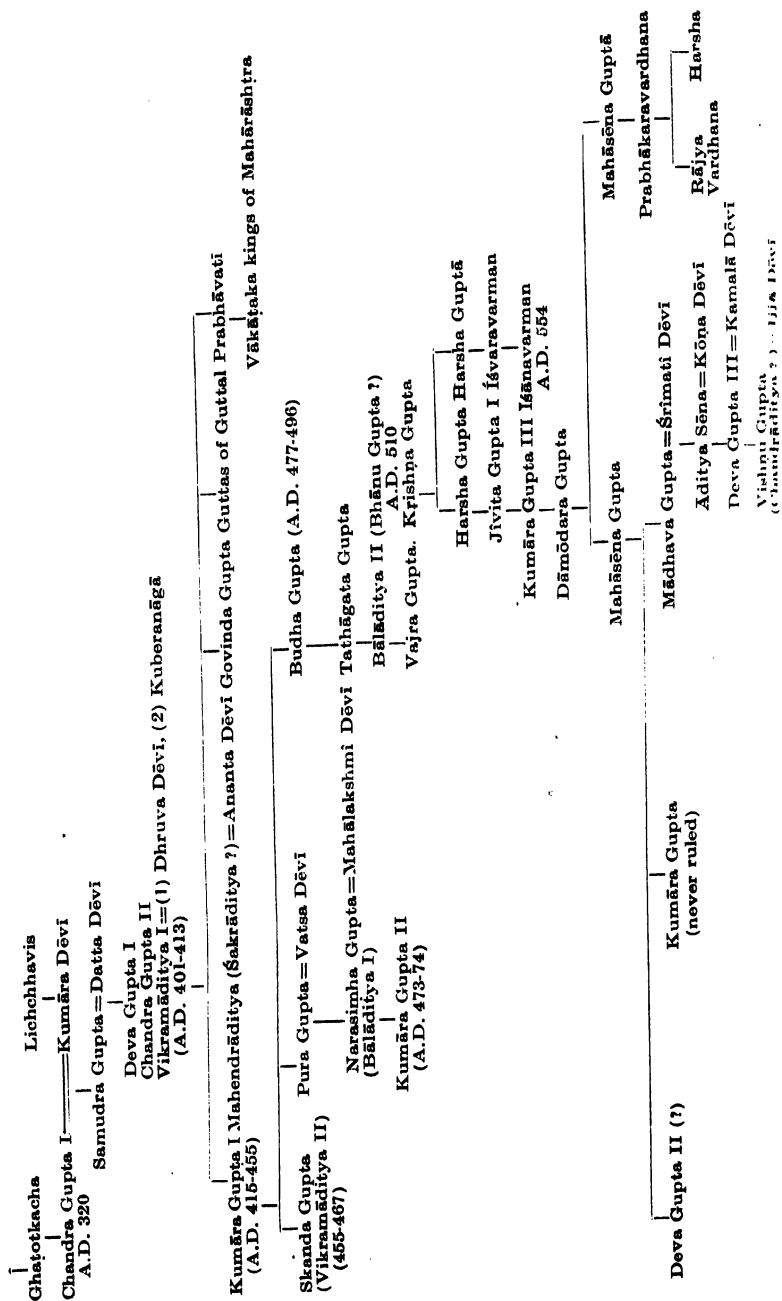 Ghaṭotkacha Lichchhavis
Chandra Gupta I Kumāra Dēvī
A.D. 320
Samudra Gupta=Datta Dēvī
Deva Gupta I
Chandra Gupta II
Vikramāditya I=(1) Dhruva Dēvī, (2) Kuberanāgā
(A.D. 401-413)
Kumāra Gupta I Mahendrāditya (Śakrāditya ?)=Ananta Dēvī Govinda Gupta Guttas of Guttal Prabhāvatī
(A.D. 415-455)
Vākāṭaka kings of Mahārāshṭra
Skanda Gupta Pura Gupta=Vatsa Dēvī Budha Gupta (A.D. 477-496)
(Vikramāditya II)
(455-467)
Narasimha Gupta=Mahālakshmī Dēvī Tathāgata Gupta
(Bālāditya I)
Bālāditya II (Bhānu Gupta ?)
A.D. 510
Kumāra Gupta II
(A.D. 473-74)
Vajra Gupta. Kṛishṇa Gupta
Harsha Gupta Harsha Guptā
Jīvita Gupta I Īśvaravarman
Kumāra Gupta III Iśānavarman
A.D. 554
Dāmōdara Gupta
Mahāsēna Gupta Mahāsēna Guptā
Prabhākaravardhana
Deva Gupta II (?) Kumāra Gupta Mādhava Gupta=Śrīmatī Dēvī Rājya Harsha
(never ruled) Vardhana
Āditya Sēna=Kōṇa Dēvī
Deva Gupta III=Kamalā Dēvī
Vishṇu Gupta
(Chandrāditya ?) Dēvī